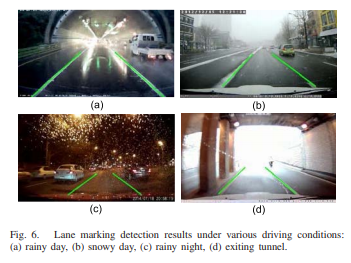 (a)
(b)
(c)
(d)
Fig. 6. Lane marking detection results under various driving conditions:
(a) rainy day, (b) snowy day, (c) rainy night, (d) exiting tunnel.